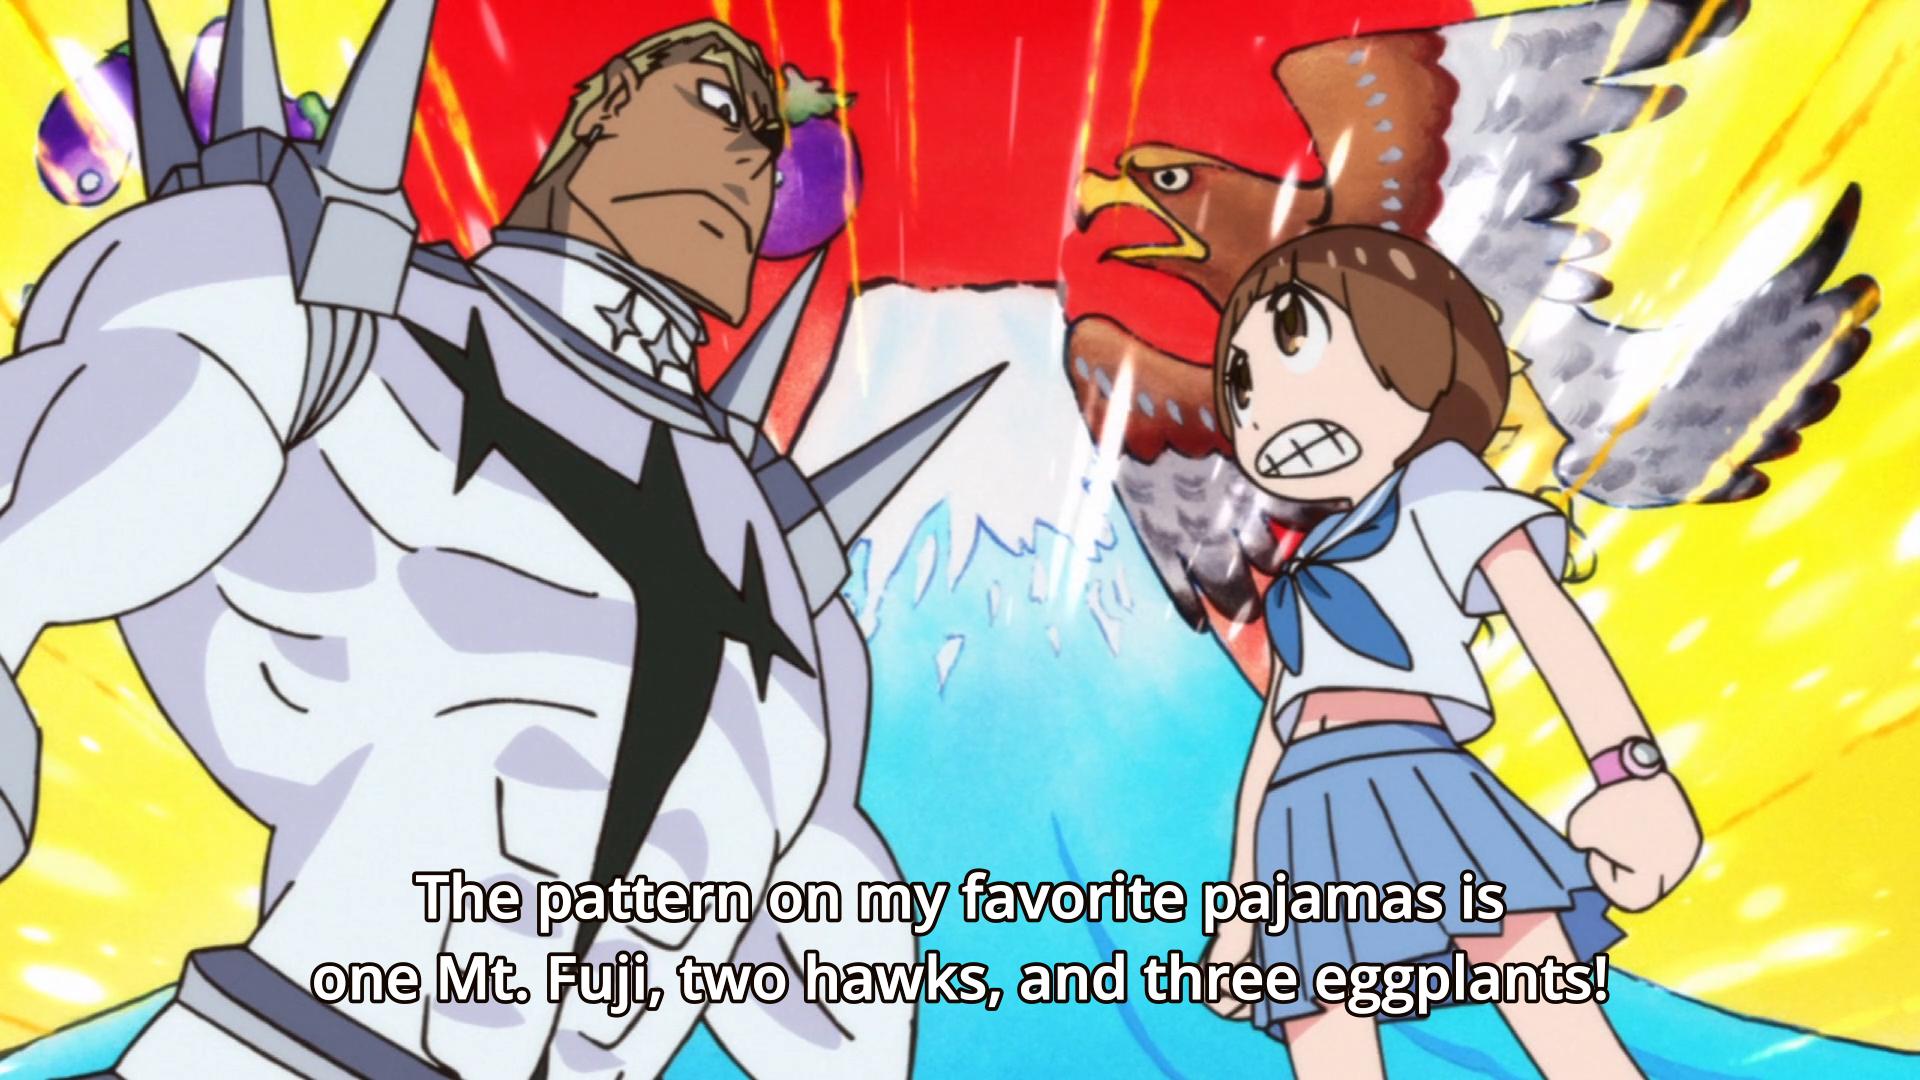 The pattern on my favorite pajamas is
one Mt. Fuji, two hawks, and three eggplants!